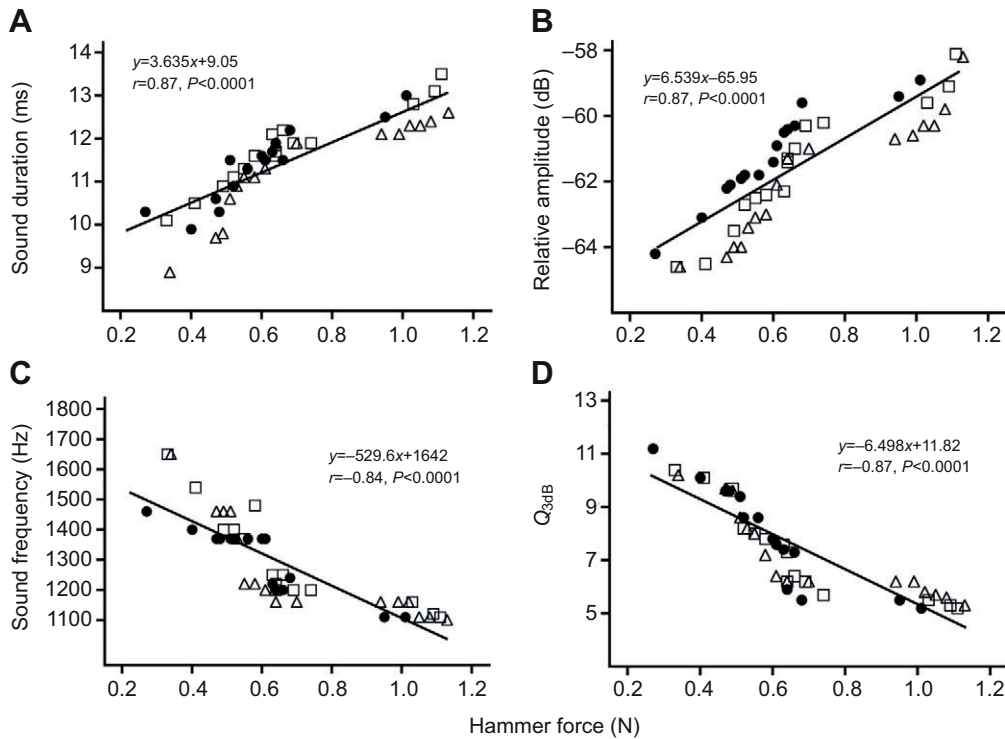 A
y=3.635x+9.05
r=0.87, P<0.0001
Sound duration (ms)
14
13
12
11
10
9
0.2 0.4 0.6 0.8 1.0 1.2
B
y=6.539x–65.95
r=0.87, P<0.0001
Relative amplitude (dB)
–58
–60
–62
–64
0.2 0.4 0.6 0.8 1.0 1.2
C
y=–529.6x+1642
r=–0.84, P<0.0001
Sound frequency (Hz)
1800
1700
1600
1500
1400
1300
1200
1100
0.2 0.4 0.6 0.8 1.0 1.2
D
y=–6.498x+11.82
r=–0.87, P<0.0001
Q3dB
13
11
9
7
5
0.2 0.4 0.6 0.8 1.0 1.2
Hammer force (N)